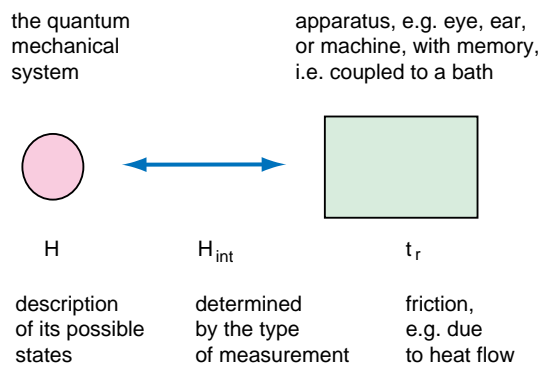 the quantum
mechanical
system
apparatus, e.g. eye, ear,
or machine, with memory,
i.e. coupled to a bath
H
H int
t r
description
of its possible
states
determined
by the type
of measurement
friction,
e.g. due
to heat flow